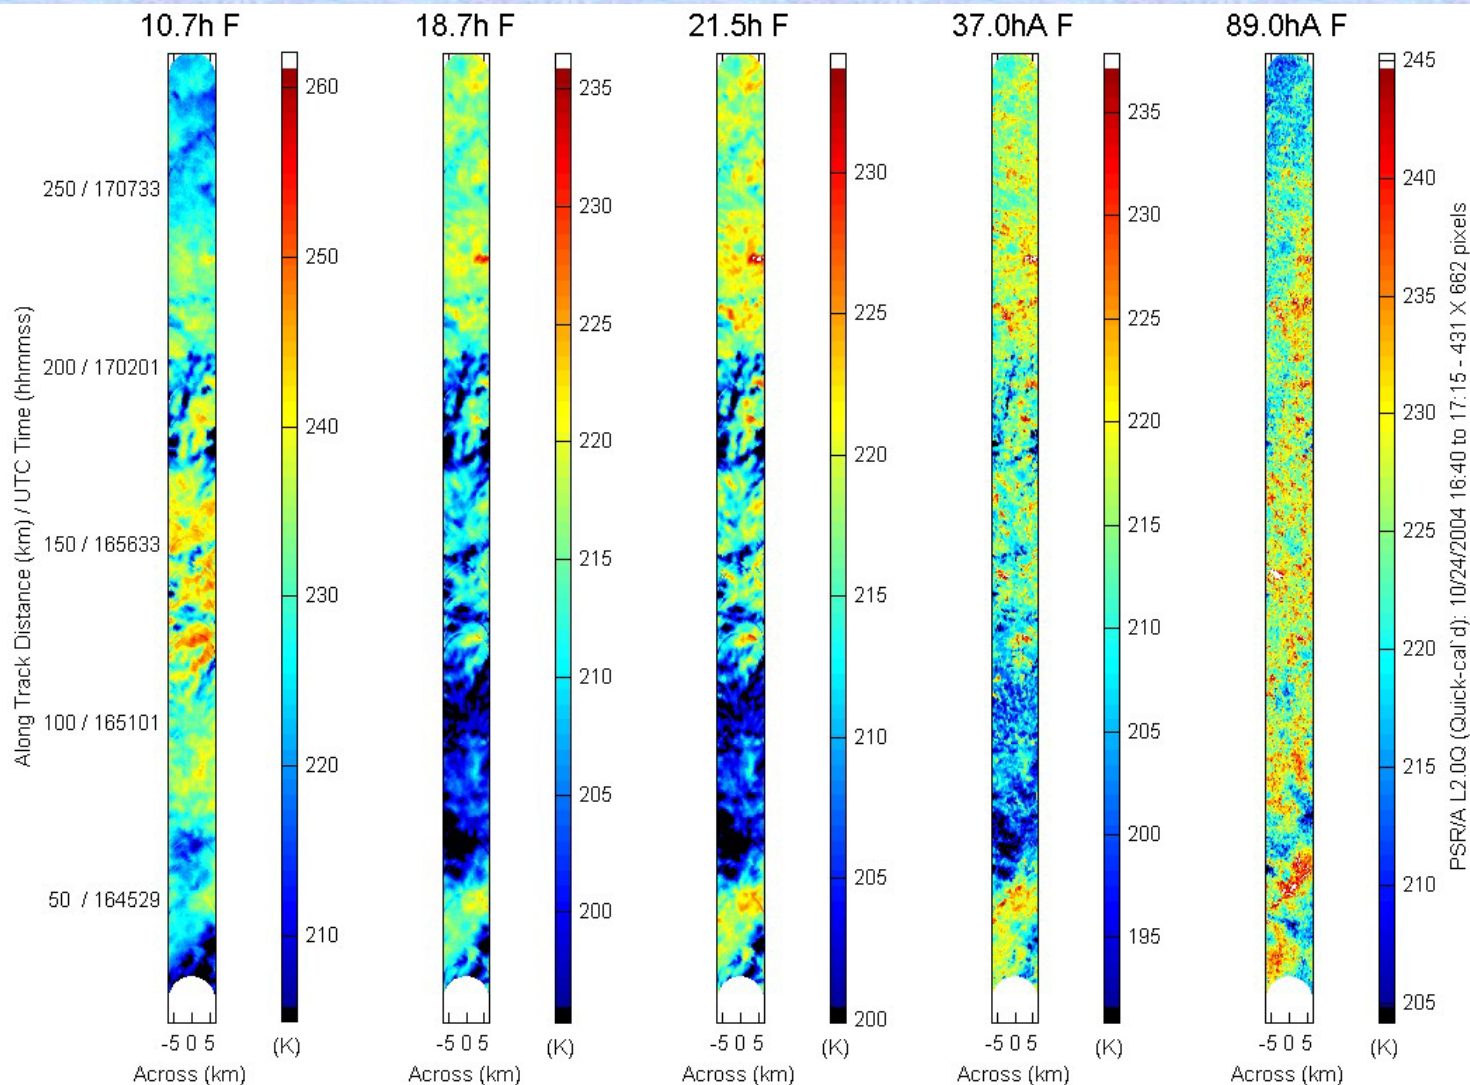 10.7h F
18.7h F
21.5h F
37.0hA F
89.0hA F
Along Track Distance (km) / UTC Time (hhmmss)
250 / 170733
200 / 170201
150 / 165633
100 / 165101
50 / 164529
260
250
240
230
220
210
235
230
225
220
215
210
205
200
230
225
220
215
210
205
200
235
230
225
220
215
210
205
200
195
245
240
235
230
225
220
215
210
205
-5 0 5
(K)
-5 0 5
(K)
-5 0 5
(K)
-5 0 5
(K)
-5 0 5
(K)
Across (km)
Across (km)
Across (km)
Across (km)
Across (km)
PSR/A L2.0Q (Quick-cal`d): 10/24/2004 16:40 to 17:15 - 431 X 662 pixels